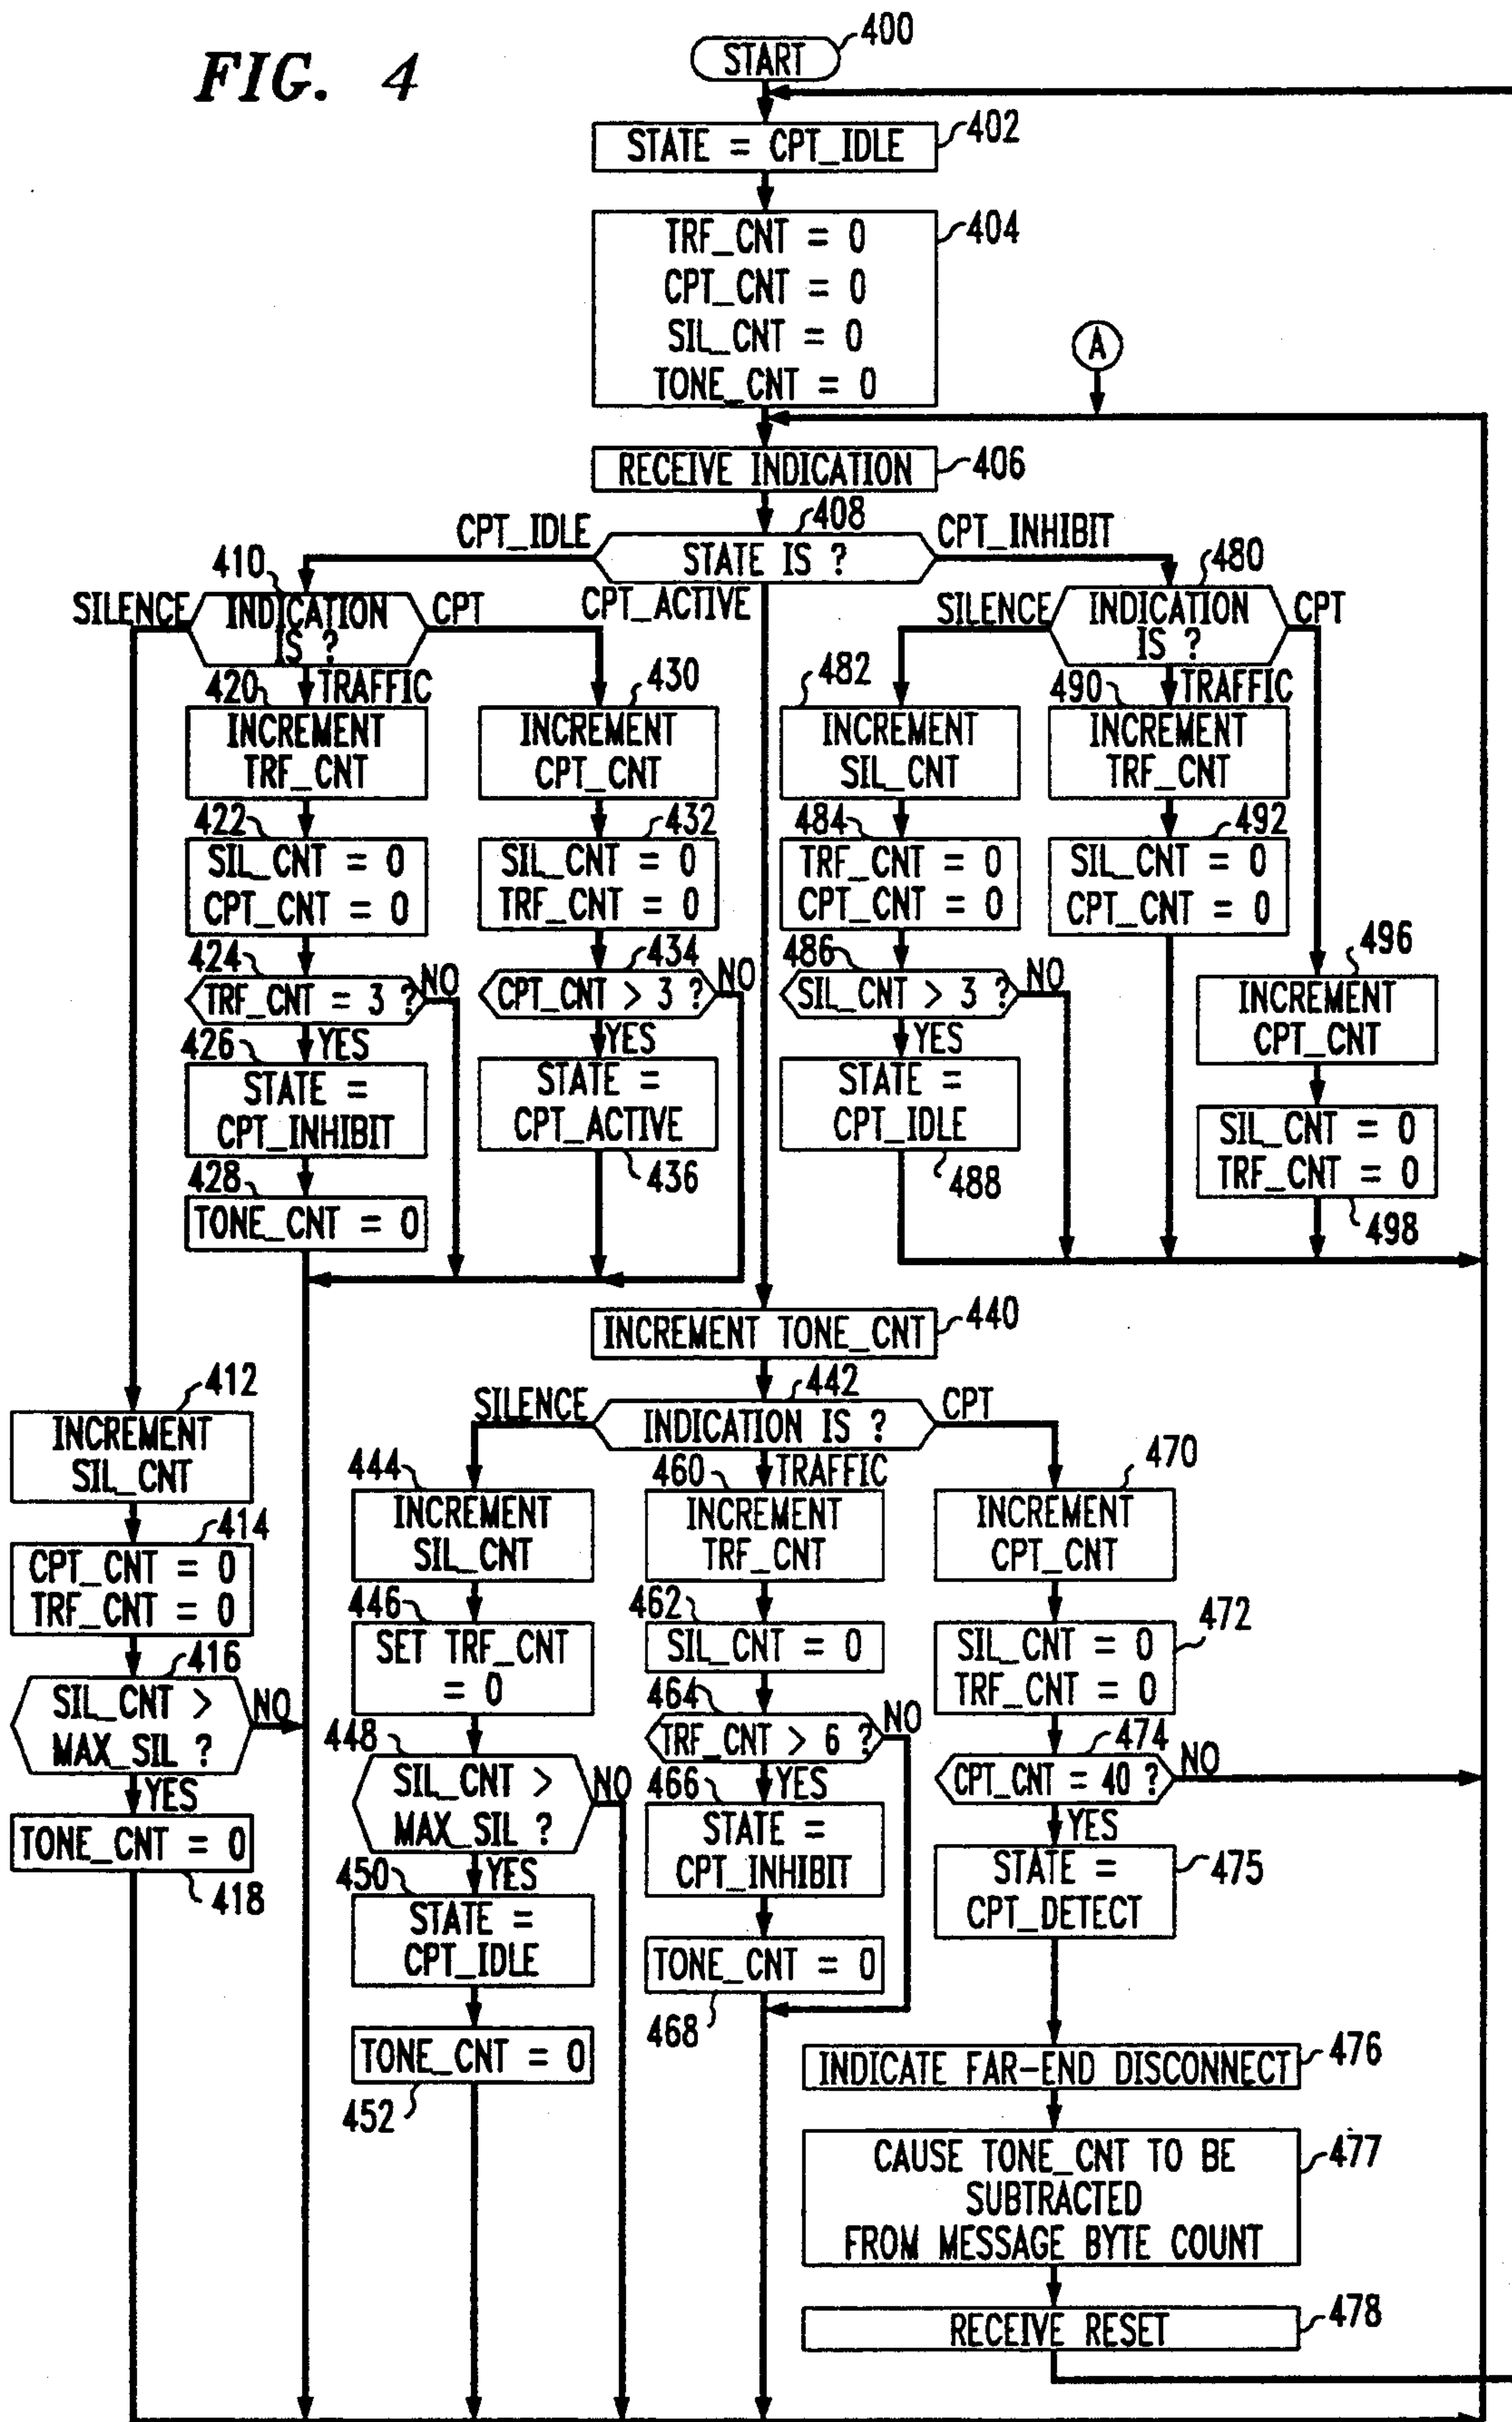 FIG. 4
START
400
STATE = CPT_IDLE
402
TRF_CNT = 0
CPT_CNT = 0
SIL_CNT = 0
TONE_CNT = 0
404
A
RECEIVE INDICATION
406
408
STATE IS ?
CPT_IDLE
CPT_ACTIVE
CPT_INHIBIT
410
INDICATION
IS ?
SILENCE
CPT
TRAFFIC
420
INCREMENT
TRF_CNT
422
SIL_CNT = 0
CPT_CNT = 0
424
TRF_CNT = 3 ?
NO
YES
426
STATE =
CPT_INHIBIT
428
TONE_CNT = 0
430
INCREMENT
CPT_CNT
432
SIL_CNT = 0
TRF_CNT = 0
434
CPT_CNT > 3 ?
NO
YES
STATE =
CPT_ACTIVE
436
480
INDICATION
IS ?
SILENCE
CPT
TRAFFIC
482
INCREMENT
SIL_CNT
484
TRF_CNT = 0
CPT_CNT = 0
486
SIL_CNT > 3 ?
NO
YES
STATE =
CPT_IDLE
488
490
INCREMENT
TRF_CNT
492
SIL_CNT = 0
CPT_CNT = 0
496
INCREMENT
CPT_CNT
SIL_CNT = 0
TRF_CNT = 0
498
412
INCREMENT
SIL_CNT
414
CPT_CNT = 0
TRF_CNT = 0
416
SIL_CNT >
MAX_SIL ?
NO
YES
TONE_CNT = 0
418
INCREMENT TONE_CNT
440
442
INDICATION IS ?
SILENCE
CPT
TRAFFIC
444
INCREMENT
SIL_CNT
446
SET TRF_CNT
= 0
448
SIL_CNT >
MAX_SIL ?
NO
YES
450
STATE =
CPT_IDLE
TONE_CNT = 0
452
460
INCREMENT
TRF_CNT
462
SIL_CNT = 0
464
TRF_CNT > 6 ?
NO
YES
466
STATE =
CPT_INHIBIT
TONE_CNT = 0
468
470
INCREMENT
CPT_CNT
SIL_CNT = 0
TRF_CNT = 0
472
474
CPT_CNT = 40 ?
NO
YES
STATE =
CPT_DETECT
475
INDICATE FAR-END DISCONNECT
476
CAUSE TONE_CNT TO BE
SUBTRACTED
FROM MESSAGE BYTE COUNT
477
RECEIVE RESET
478